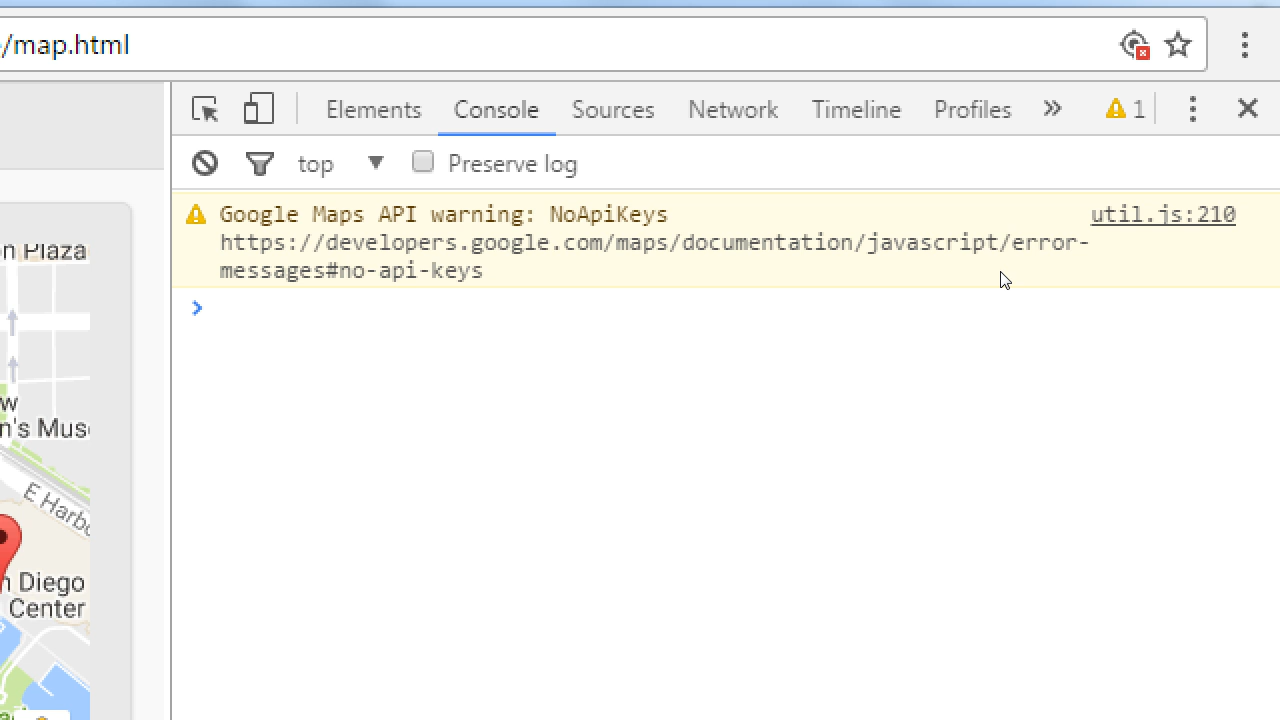 /map.html
Elements Console Sources Network Timeline Profiles » 1
top Preserve log
Google Maps API warning: NoApiKeys util.js:210
https://developers.google.com/maps/documentation/javascript/error-
messages#no-api-keys
n Plaza
w
n's Mus
E Harbo
n Diego
Center